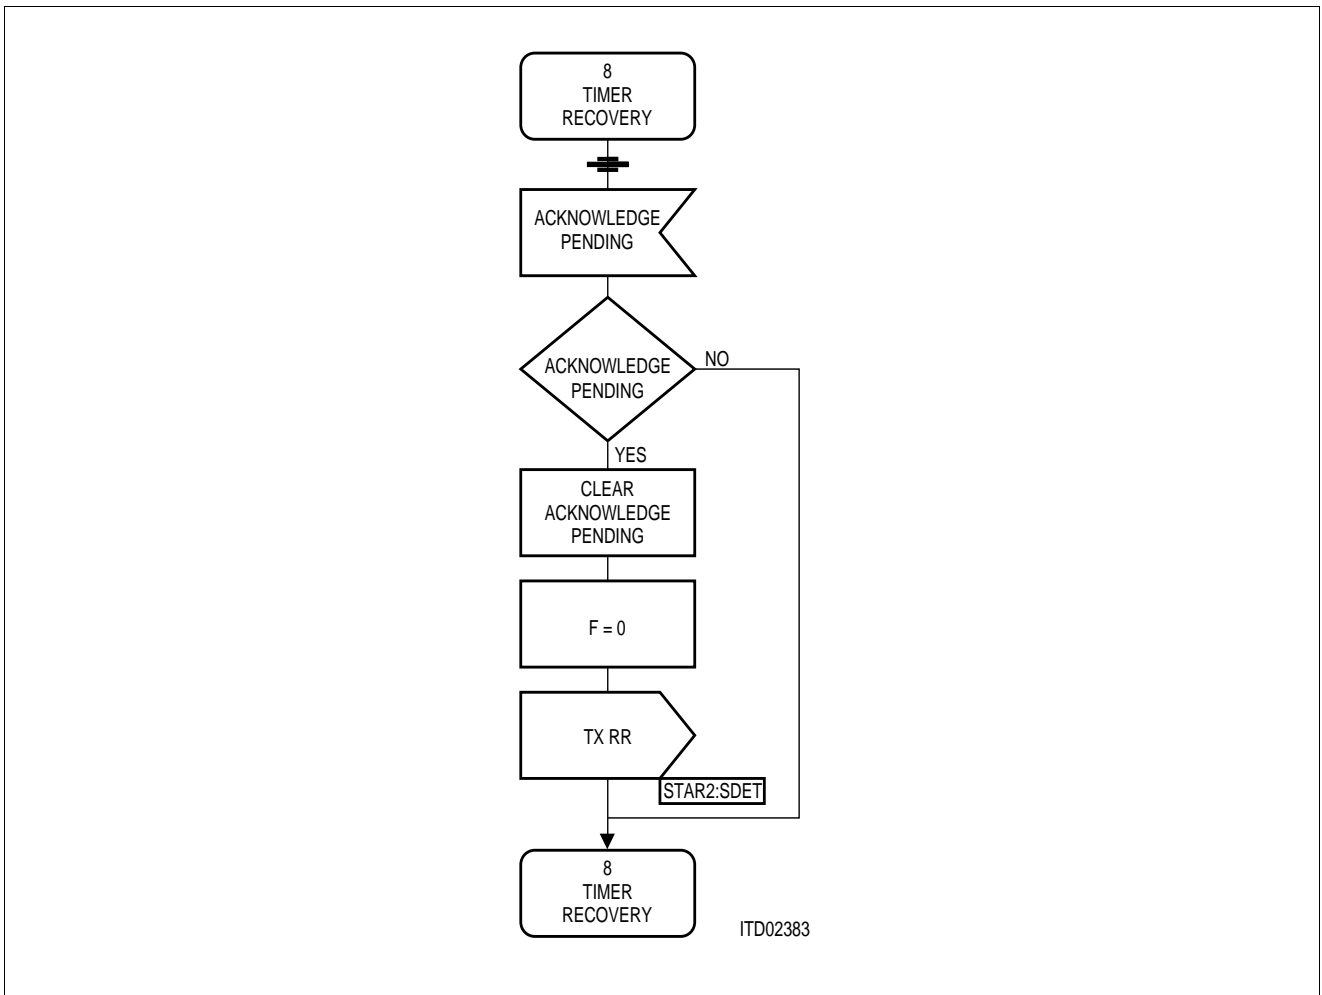 8
TIMER
RECOVERY
ACKNOWLEDGE
PENDING
ACKNOWLEDGE
PENDING
NO
YES
CLEAR
ACKNOWLEDGE
PENDING
F = 0
TX RR
STAR2:SDET
8
TIMER
RECOVERY
ITD02383